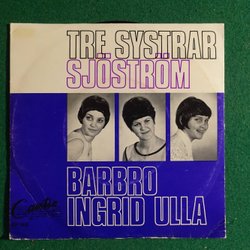 TRE SYSTRAR
SJÖSTRÖM
BARBRO
INGRID ULLA